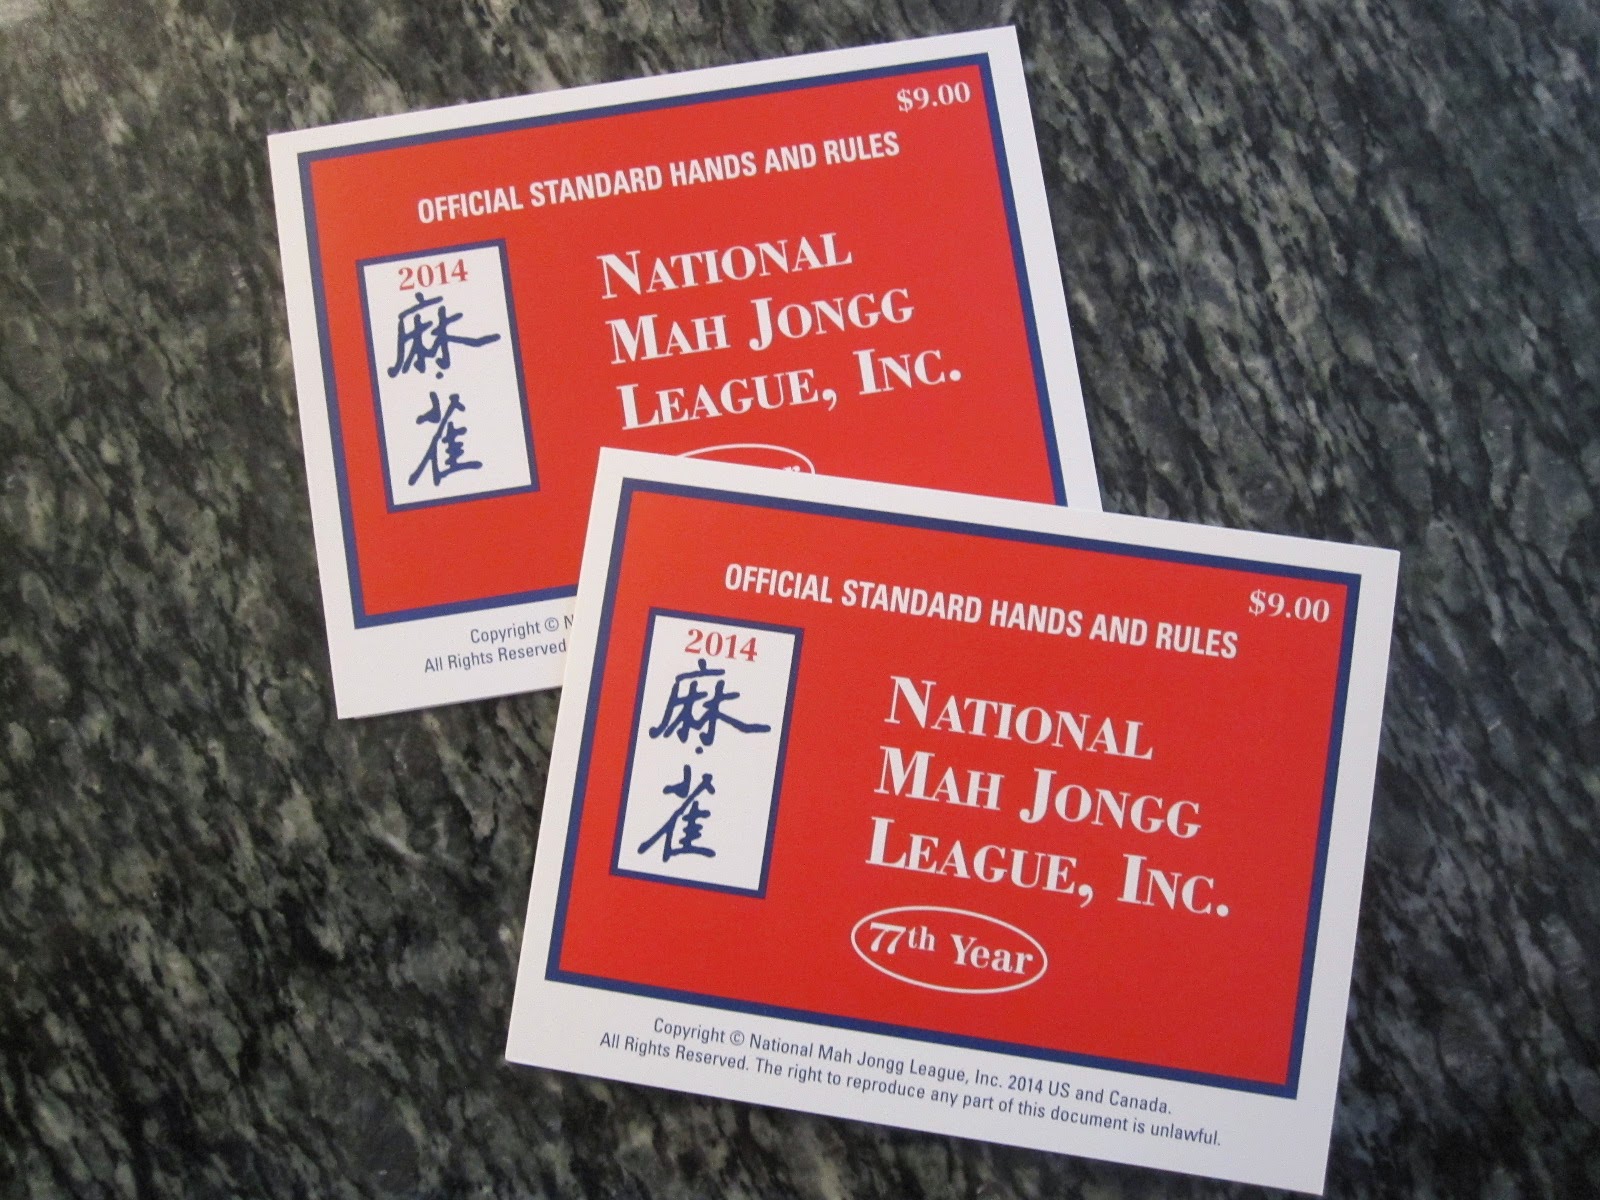 $9.00
OFFICIAL STANDARD HANDS AND RULES
2014
麻雀
NATIONAL
MAH JONGG
LEAGUE, INC.
Copyright ©
All Rights Reserved
$9.00
OFFICIAL STANDARD HANDS AND RULES
2014
麻雀
NATIONAL
MAH JONGG
LEAGUE, INC.
77th Year
Copyright © National Mah Jongg League, Inc. 2014 US and Canada.
All Rights Reserved. The right to reproduce any part of this document is unlawful.